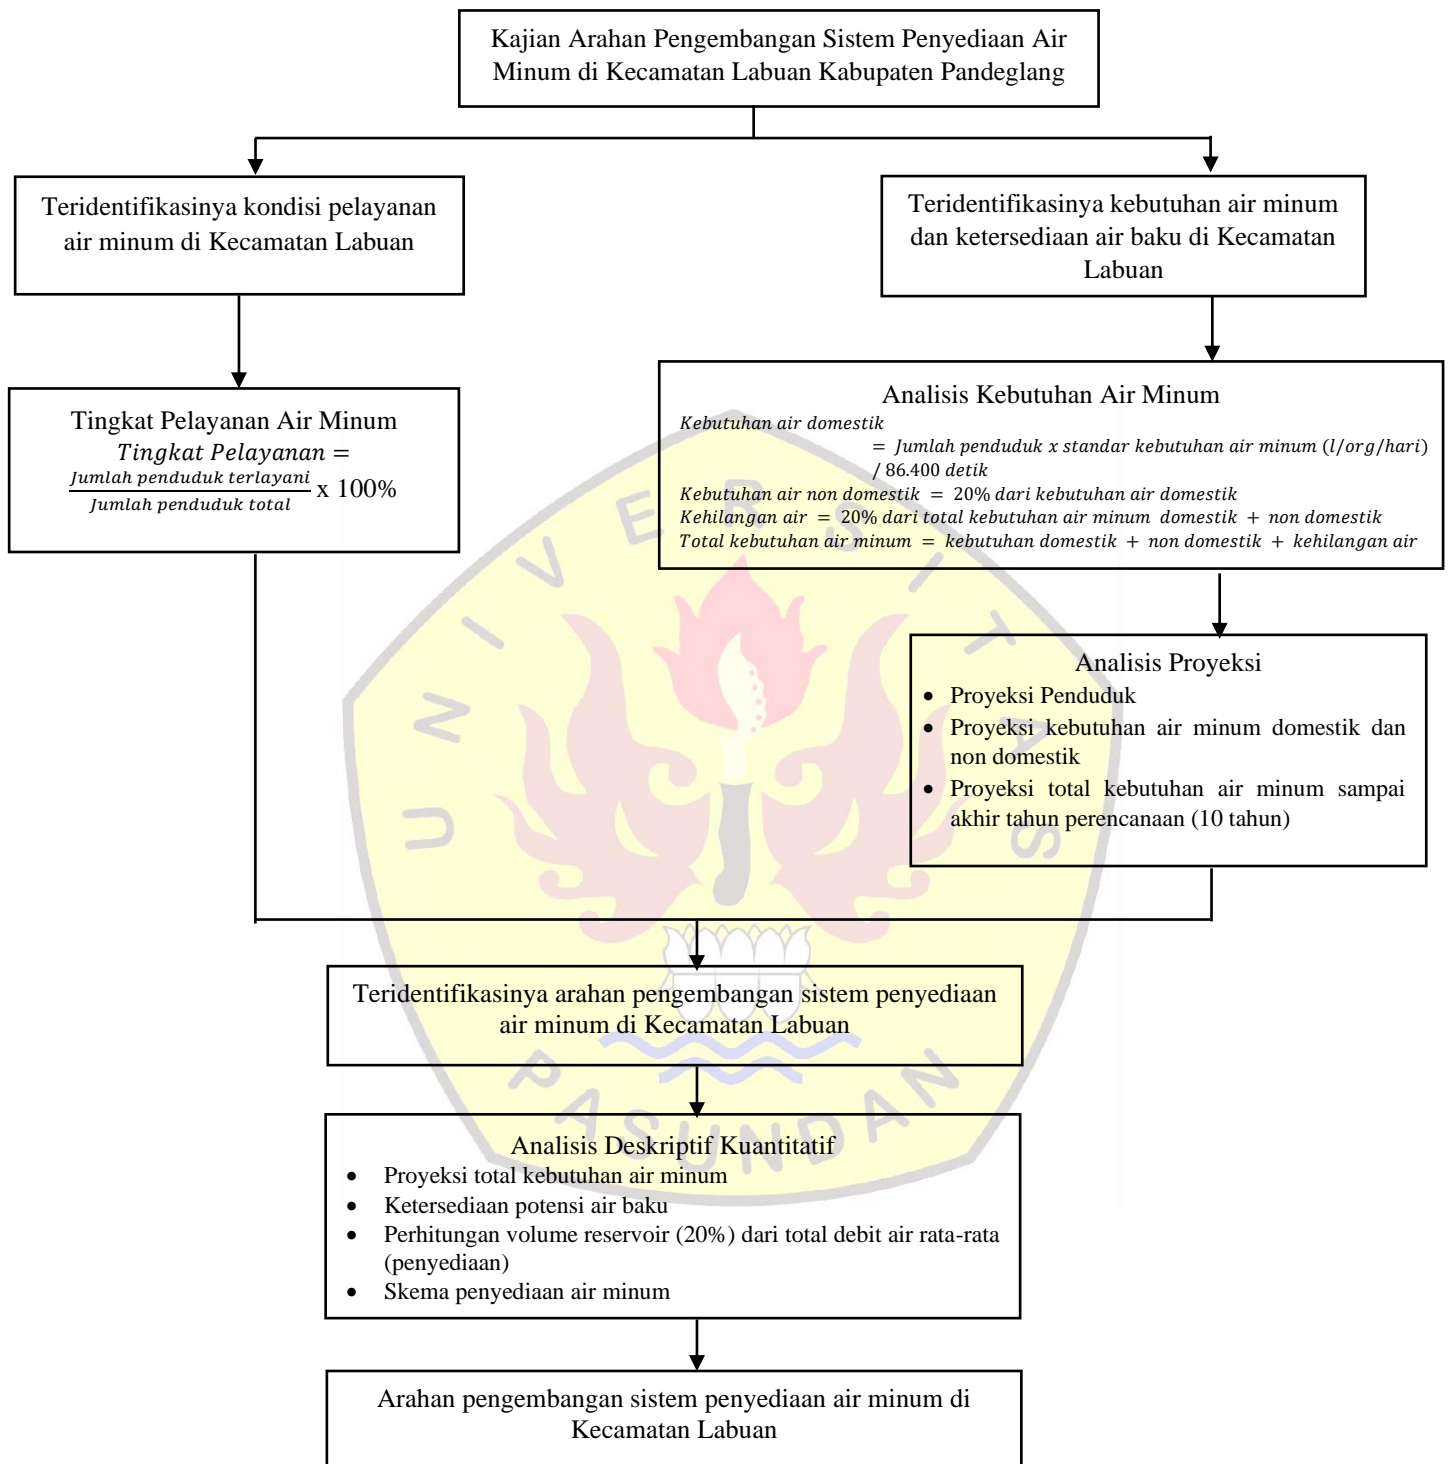 Kajian Arahan Pengembangan Sistem Penyediaan Air
Minum di Kecamatan Labuan Kabupaten Pandeglang
Teridentifikasinya kondisi pelayanan
air minum di Kecamatan Labuan
Teridentifikasinya kebutuhan air minum
dan ketersediaan air baku di Kecamatan
Labuan
Tingkat Pelayanan Air Minum
Tingkat Pelayanan =
Jumlah penduduk terlayani
Jumlah penduduk total
x 100%
Analisis Kebutuhan Air Minum
Kebutuhan air domestik
= Jumlah penduduk x standar kebutuhan air minum (l/org/hari)
/ 86.400 detik
Kebutuhan air non domestik = 20% dari kebutuhan air domestik
Kehilangan air = 20% dari total kebutuhan air minum domestik + non domestik
Total kebutuhan air minum = kebutuhan domestik + non domestik + kehilangan air
Analisis Proyeksi
• Proyeksi Penduduk
• Proyeksi kebutuhan air minum domestik dan
non domestik
• Proyeksi total kebutuhan air minum sampai
akhir tahun perencanaan (10 tahun)
Teridentifikasinya arahan pengembangan sistem penyediaan
air minum di Kecamatan Labuan
Analisis Deskriptif Kuantitatif
• Proyeksi total kebutuhan air minum
• Ketersediaan potensi air baku
• Perhitungan volume reservoir (20%) dari total debit air rata-rata
(penyediaan)
• Skema penyediaan air minum
Arahan pengembangan sistem penyediaan air minum di
Kecamatan Labuan
UNIVERSITAS
PASUNDAN